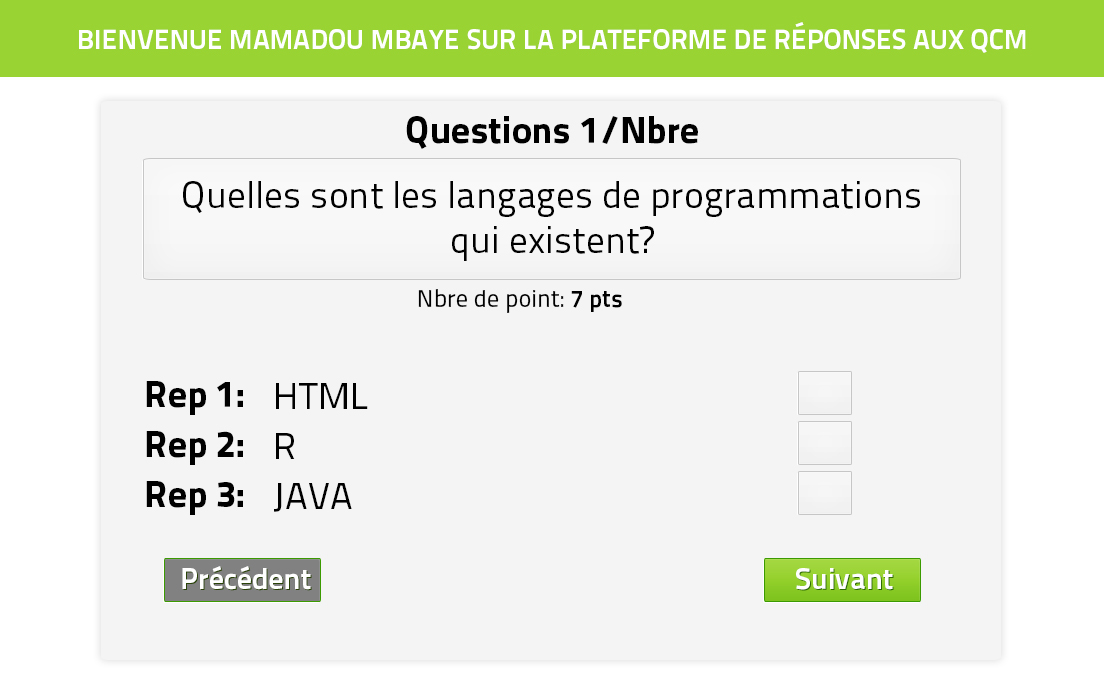 BIENVENUE MAMADOU MBAYE SUR LA PLATEFORME DE RÉPONSES AUX QCM
Questions 1/Nbre
Quelles sont les langages de programmations
qui existent?
Nbre de point: 7 pts
Rep 1: HTML
Rep 2: R
Rep 3: JAVA
Précédent Suivant